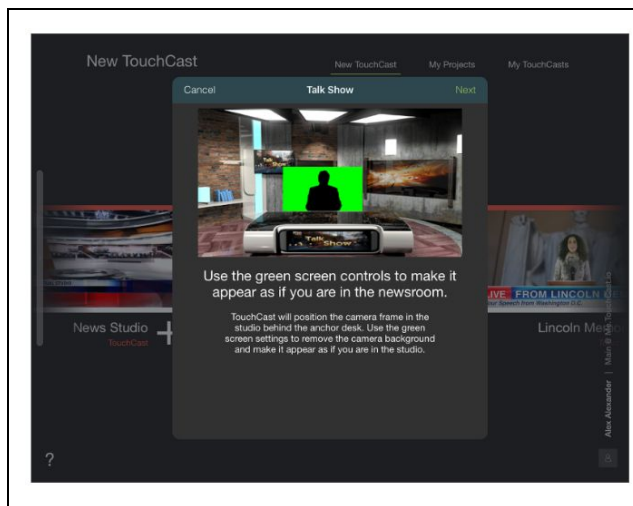 New TouchCast
New TouchCast
My Projects
My TouchCasts
Cancel
Talk Show
Next
Talk
Show
Use the green screen controls to make it
appear as if you are in the newsroom.
TouchCast will position the camera frame in the
studio behind the anchor desk. Use the green
screen settings to remove the camera background
and make it appear as if you are in the studio.
News Studio
TouchCast
LIVE FROM LINCOLN
Speech from Washington D.C
Lincoln
Alex Alexander |
?